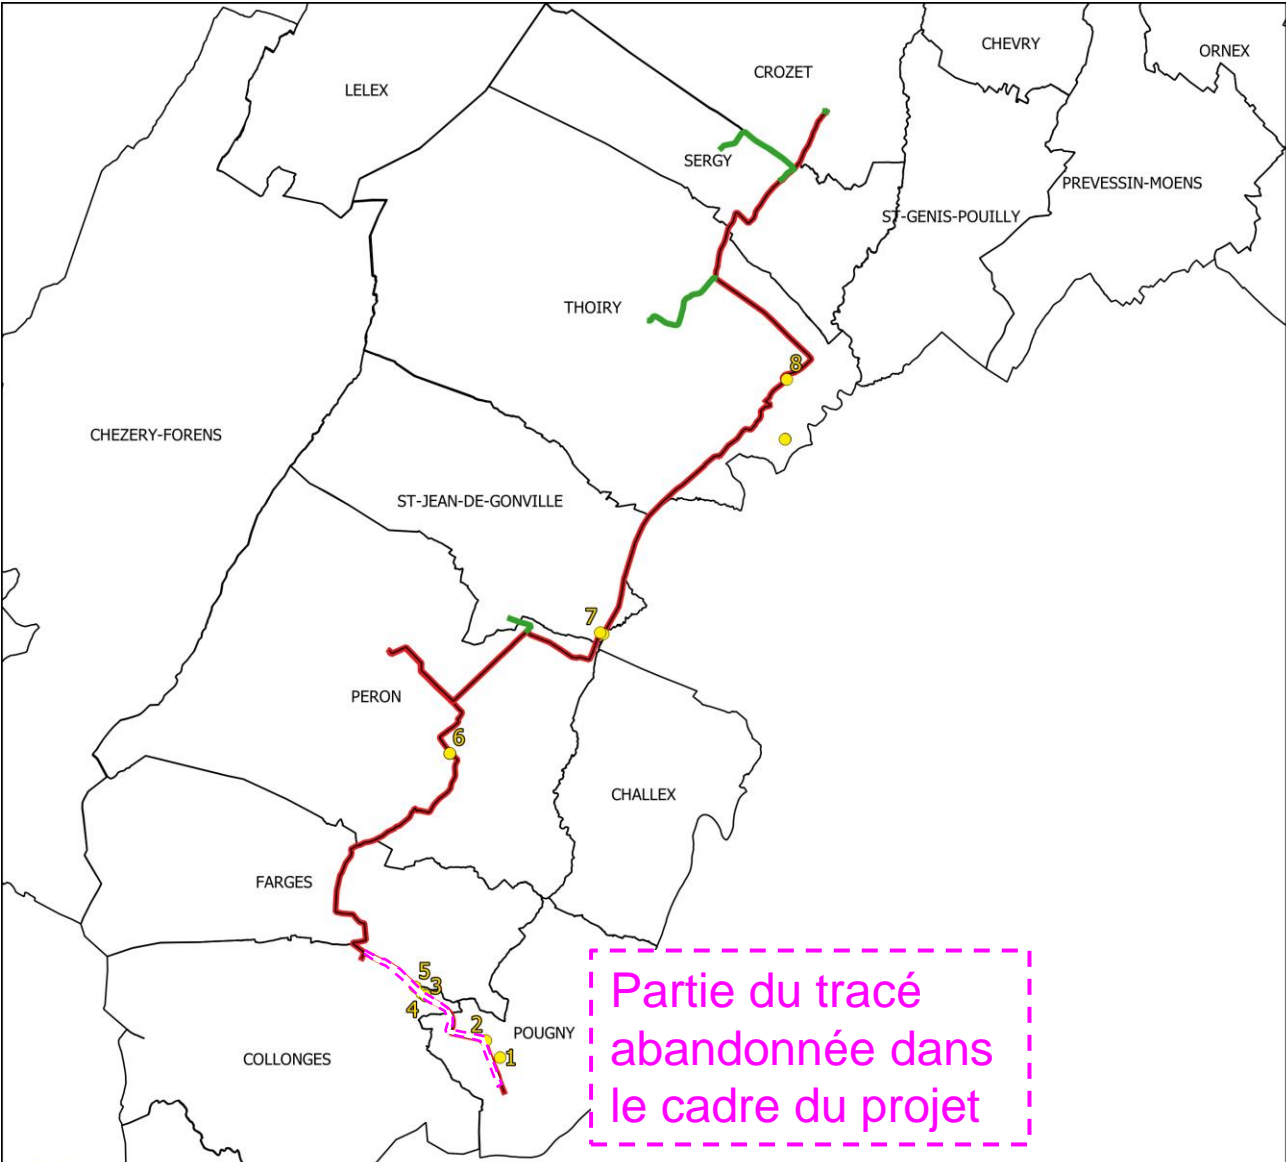 CHEVRY
ORNEX
CROZET
LELEX
SERGY
PREVESSIN-MOENS
ST-GENIS-POUILLY
THOIRY
8
CHEZERY-FORENS
ST-JEAN-DE-GONVILLE
7
PERON
6
CHALLEX
FARGES
5
3
4
2
POUGNY
1
COLLONGES
Partie du tracé
abandonnée dans
le cadre du projet